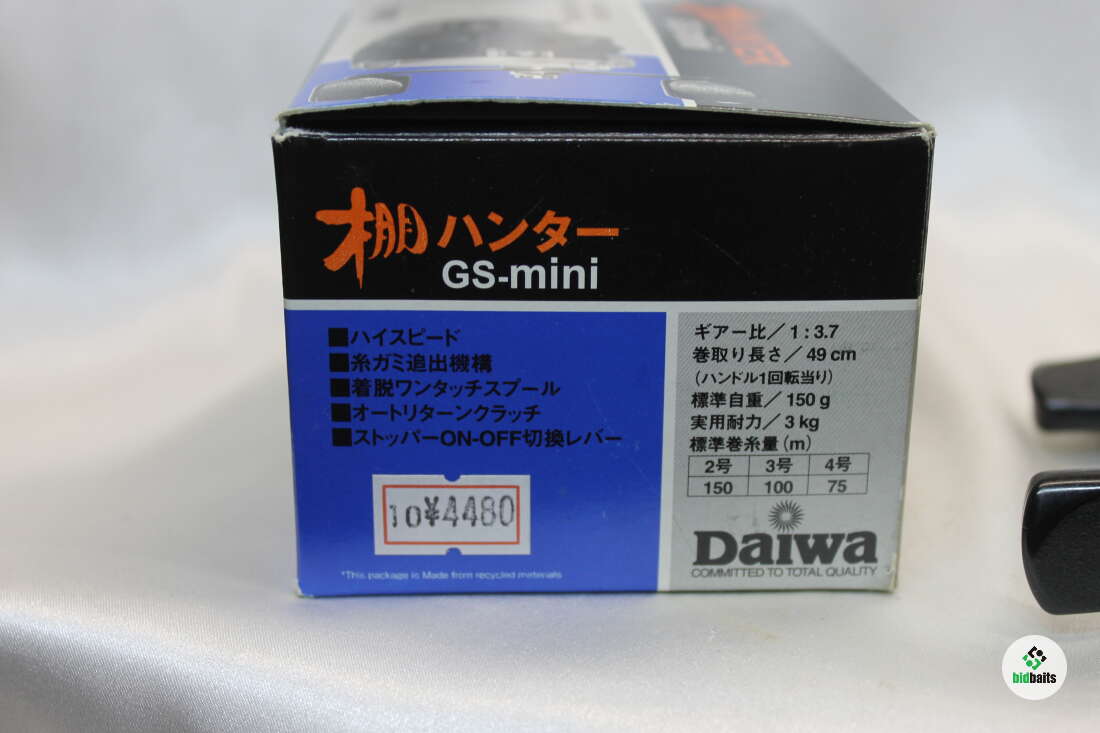 棚ハンター
GS-mini
■ハイスピード
■糸ガミ追出機構
■着脱ワンタッチスプール
■オートリターンクラッチ
■ストッパーON-OFF切換レバー
10¥4480
*This package is Made from recycled materials
ギアー比／1：3.7
巻取り長さ／49cm
（ハンドル1回転当り）
標準自重／150g
実用耐力／3kg
標準巻糸量（m）
2号 3号 4号
150 100 75
Daiwa
COMMITTED TO TOTAL QUALITY
bidbaits